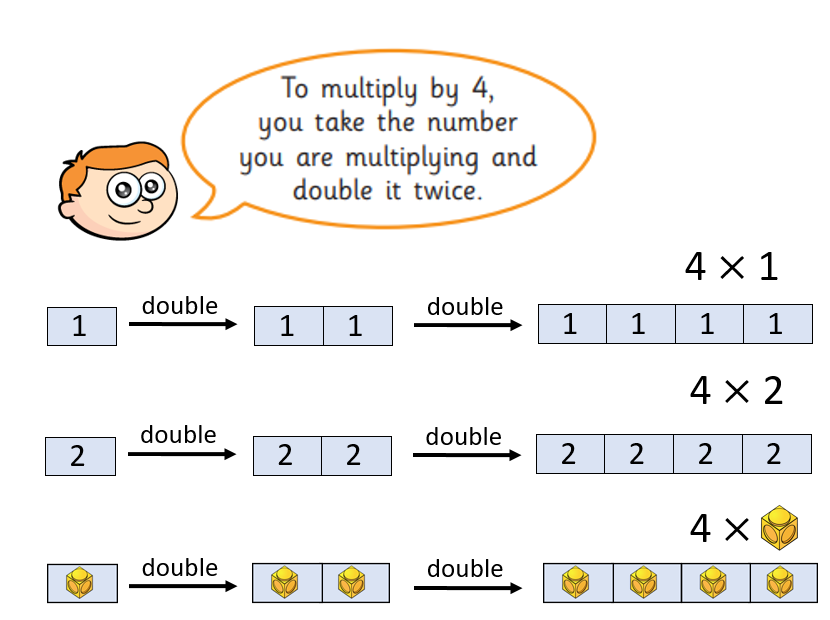 To multiply by 4,
you take the number
you are multiplying and
double it twice.
4 × 1
1 double 1 1 double 1 1 1 1
4 × 2
2 double 2 2 double 2 2 2 2
4 ×
double double